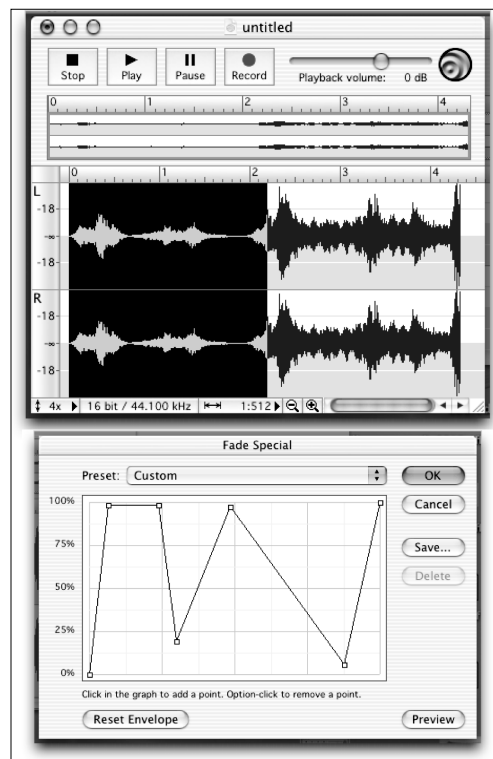 untitled
Stop Play Pause Record Playback volume: 0 dB
0 1 2 3 4
0 1 2 3 4
L
-18
-∞
-18
R
-18
-∞
-18
4x 16 bit / 44.100 kHz 1:512
Fade Special
Preset: Custom OK
100% Cancel
75%
Save...
50% Delete
25%
0%
Click in the graph to add a point. Option-click to remove a point.
Reset Envelope Preview